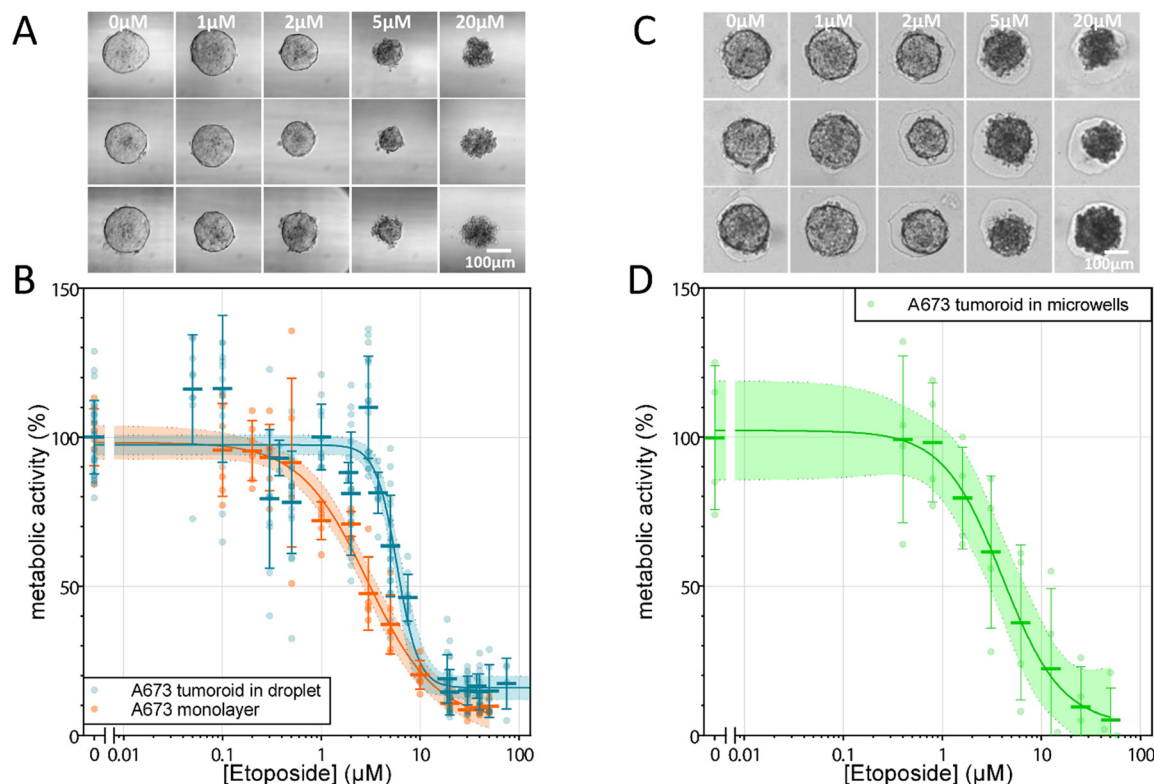 A
0µM 1µM 2µM 5µM 20µM
100µm
C
0µM 1µM 2µM 5µM 20µM
100µm
B
150
100
50
0
metabolic activity (%)
A673 tumoroid in droplet
A673 monolayer
0 0.01 0.1 1 10 100
[Etoposide] (µM)
D
150
100
50
0
metabolic activity (%)
A673 tumoroid in microwells
0 0.01 0.1 1 10 100
[Etoposide] (µM)